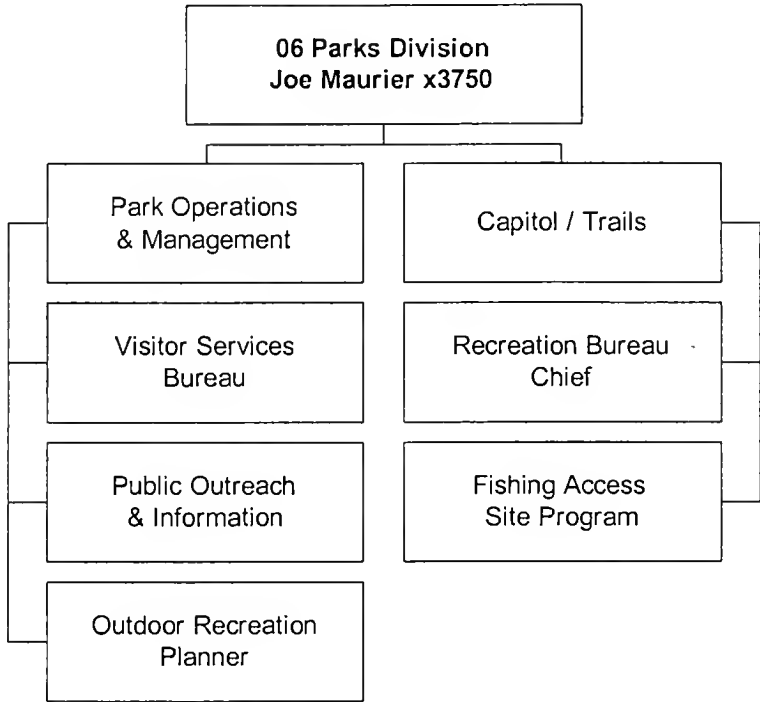 06 Parks Division
Joe Maurier x3750
Park Operations
& Management
Capitol / Trails
Visitor Services
Bureau
Recreation Bureau
Chief
Public Outreach
& Information
Fishing Access
Site Program
Outdoor Recreation
Planner